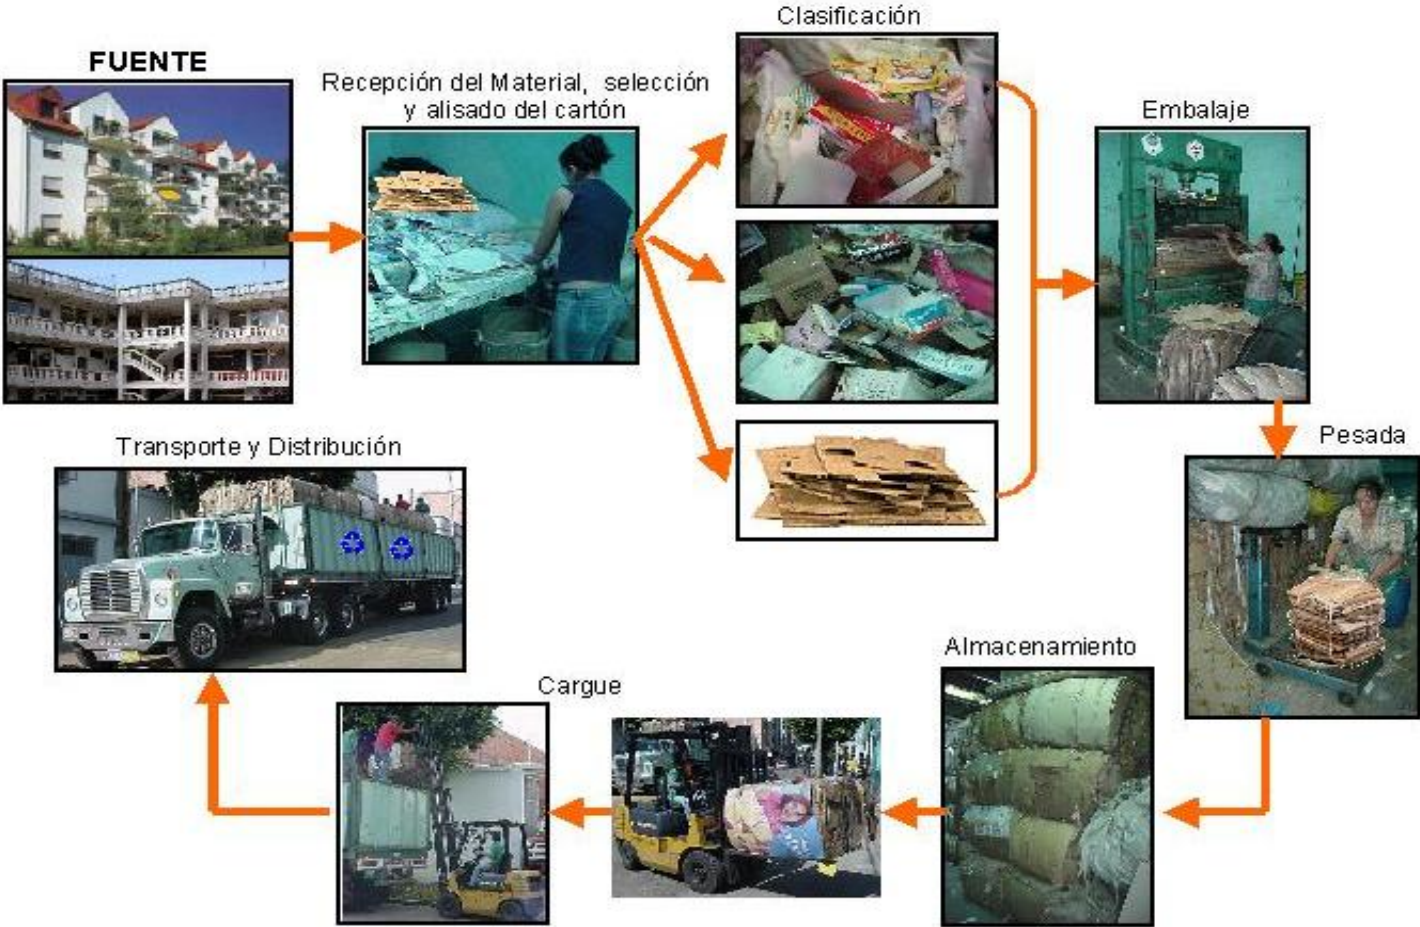 FUENTE
Recepción del Material, selección
y alisado del cartón
Clasificación
Embalaje
Pesada
Almacenamiento
Cargue
Transporte y Distribución